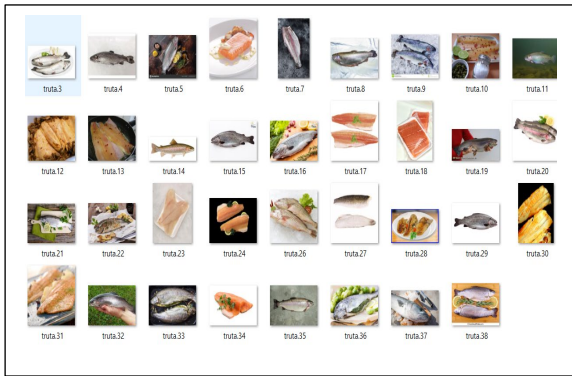 truta.3 truta.4 truta.5 truta.6 truta.7 truta.8 truta.9 truta.10 truta.11
truta.12 truta.13 truta.14 truta.15 truta.16 truta.17 truta.18 truta.19 truta.20
truta.21 truta.22 truta.23 truta.24 truta.26 truta.27 truta.28 truta.29 truta.30
truta.31 truta.32 truta.33 truta.34 truta.35 truta.36 truta.37 truta.38